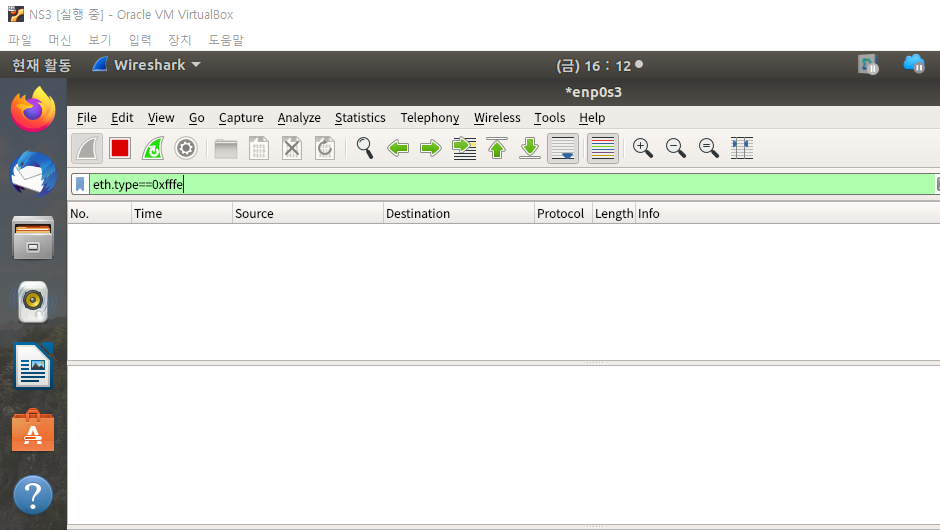 NS3 [실행 중] - Oracle VM VirtualBox
파일 머신 보기 입력 장치 도움말
현재 활동 Wireshark (금) 16 : 12
*enp0s3
File Edit View Go Capture Analyze Statistics Telephony Wireless Tools Help
eth.type==0xfffe
No. Time Source Destination Protocol Length Info